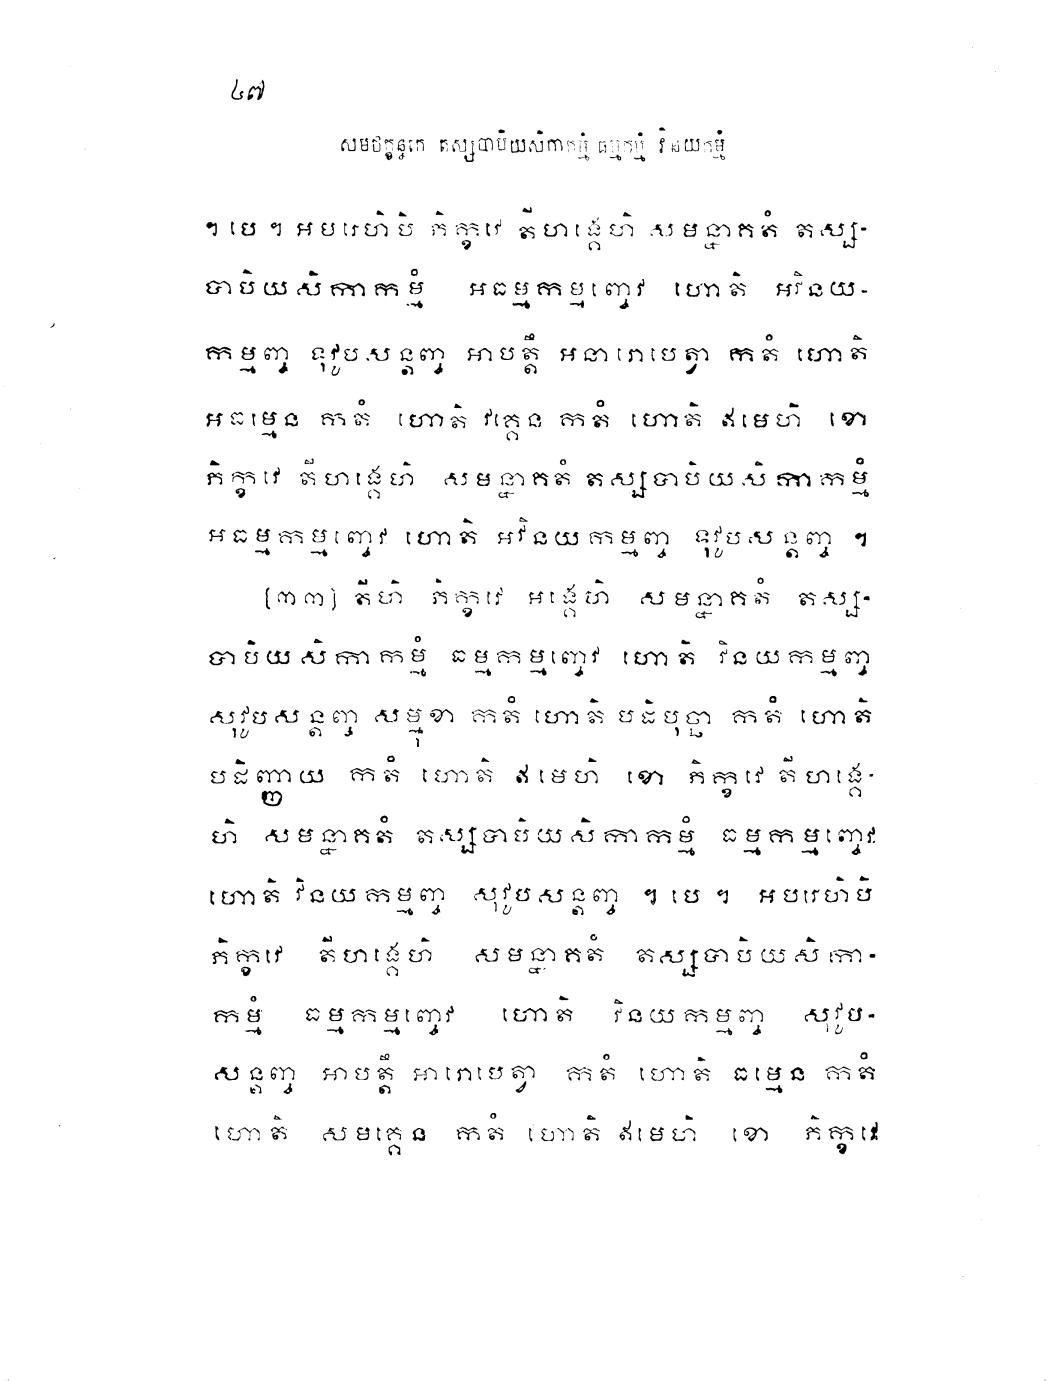 ៤៧
សមថក្ខន្ធកេ តស្សបាបិយសិកាកម្មំ ធម្មកម្មំ វិនយកម្មំ
។ បេ ។ អបរេហិបិ ភិក្ខវេ តីហង្គេហិ សមន្នាគតំ តស្ស-
បាបិយសិកាកម្មំ អធម្មកម្មញ្ចេវ ហោតិ អវិនយ-
កម្មញ្ច ទុវូបសន្តញ្ច អាបត្តឹ អនារោបេត្វា កតំ ហោតិ
អធម្មេន កតំ ហោតិ វគ្គេន កតំ ហោតិ ឥមេហិ ខោ
ភិក្ខវេ តីហង្គេហិ សមន្នាគតំ តស្សបាបិយសិកាកម្មំ
អធម្មកម្មញ្ចេវ ហោតិ អវិនយកម្មញ្ច ទុវូបសន្តញ្ច ។
[៣៣] តីហិ ភិក្ខវេ អង្គេហិ សមន្នាគតំ តស្ស-
បាបិយសិកាកម្មំ ធម្មកម្មញ្ចេវ ហោតិ វិនយកម្មញ្ច
សុវូបសន្តញ្ច សម្មុខា កតំ ហោតិ បដិបុច្ឆា កតំ ហោតិ
បដិញ្ញាយ កតំ ហោតិ ឥមេហិ ខោ ភិក្ខវេ តីហង្គេ-
ហិ សមន្នាគតំ តស្សបាបិយសិកាកម្មំ ធម្មកម្មញ្ចេវ
ហោតិ វិនយកម្មញ្ច សុវូបសន្តញ្ច ។ បេ ។ អបរេហិបិ
ភិក្ខវេ តីហង្គេហិ សមន្នាគតំ តស្សបាបិយសិកា-
កម្មំ ធម្មកម្មញ្ចេវ ហោតិ វិនយកម្មញ្ច សុវូប-
សន្តញ្ច អាបត្តឹ អារោបេត្វា កតំ ហោតិ ធម្មេន កតំ
ហោតិ សមគ្គេន កតំ ហោតិ ឥមេហិ ខោ ភិក្ខវេ